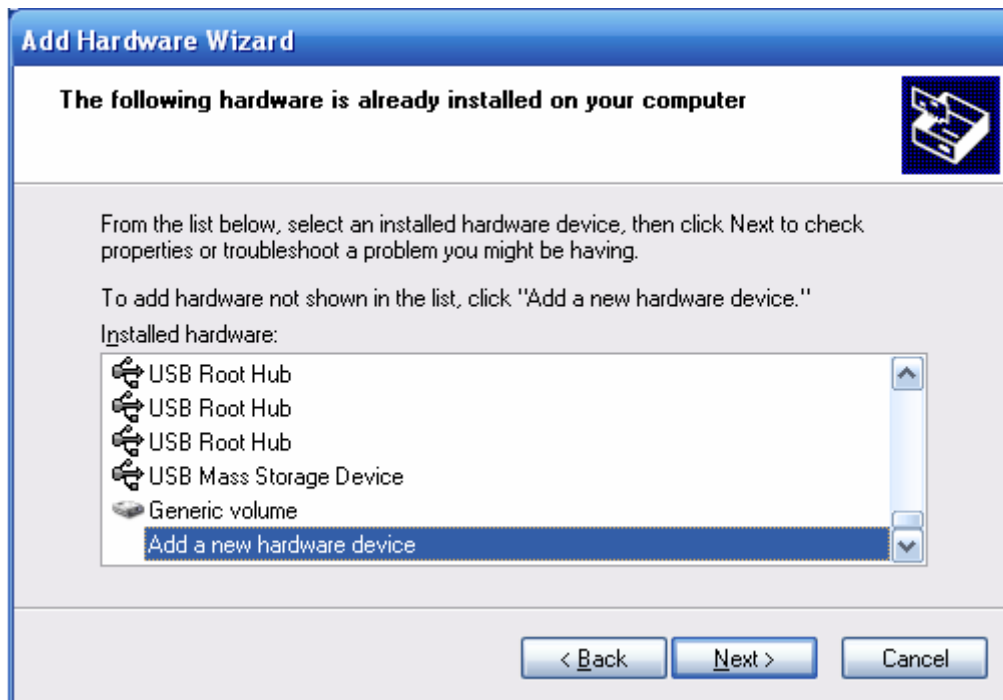 Add Hardware Wizard
The following hardware is already installed on your computer
From the list below, select an installed hardware device, then click Next to check
properties or troubleshoot a problem you might be having.
To add hardware not shown in the list, click "Add a new hardware device."
Installed hardware:
USB Root Hub
USB Root Hub
USB Root Hub
USB Mass Storage Device
Generic volume
Add a new hardware device
< Back Next > Cancel